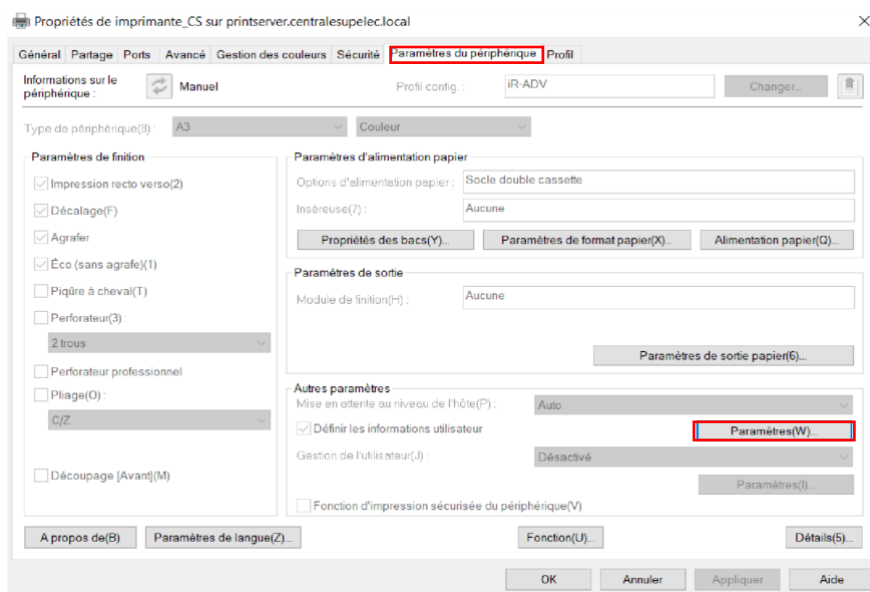 Propriétés de imprimante_CS sur printserver.centralesupelec.local
Général Partage Ports Avancé Gestion des couleurs Sécurité Paramètres du périphérique Profil
Informations sur le
périphérique :
Manuel
Profil config. :
iR-ADV
Changer...
Type de périphérique(8) :
A3
Couleur
Paramètres de finition
Impression recto verso(2)
Décalage(F)
Agrafer
Éco (sans agrafe)(1)
Piqûre à cheval(T)
Perforateur(3) :
2 trous
Perforateur professionnel
Pliage(O) :
C/Z
Découpage [Avant](M)
Paramètres d'alimentation papier
Options d'alimentation papier :
Socle double cassette
Inséreuse(7) :
Aucune
Propriétés des bacs(Y)...
Paramètres de format papier(X)...
Alimentation papier(Q)...
Paramètres de sortie
Module de finition(H) :
Aucune
Paramètres de sortie papier(6)...
Autres paramètres
Mise en attente au niveau de l'hôte(P) :
Auto
Définir les informations utilisateur
Paramètres(W)...
Gestion de l'utilisateur(J) :
Désactivé
Paramètres(I)...
Fonction d'impression sécurisée du périphérique(V)
A propos de(B)
Paramètres de langue(Z)...
Fonction(U)...
Détails(5)...
OK
Annuler
Appliquer
Aide